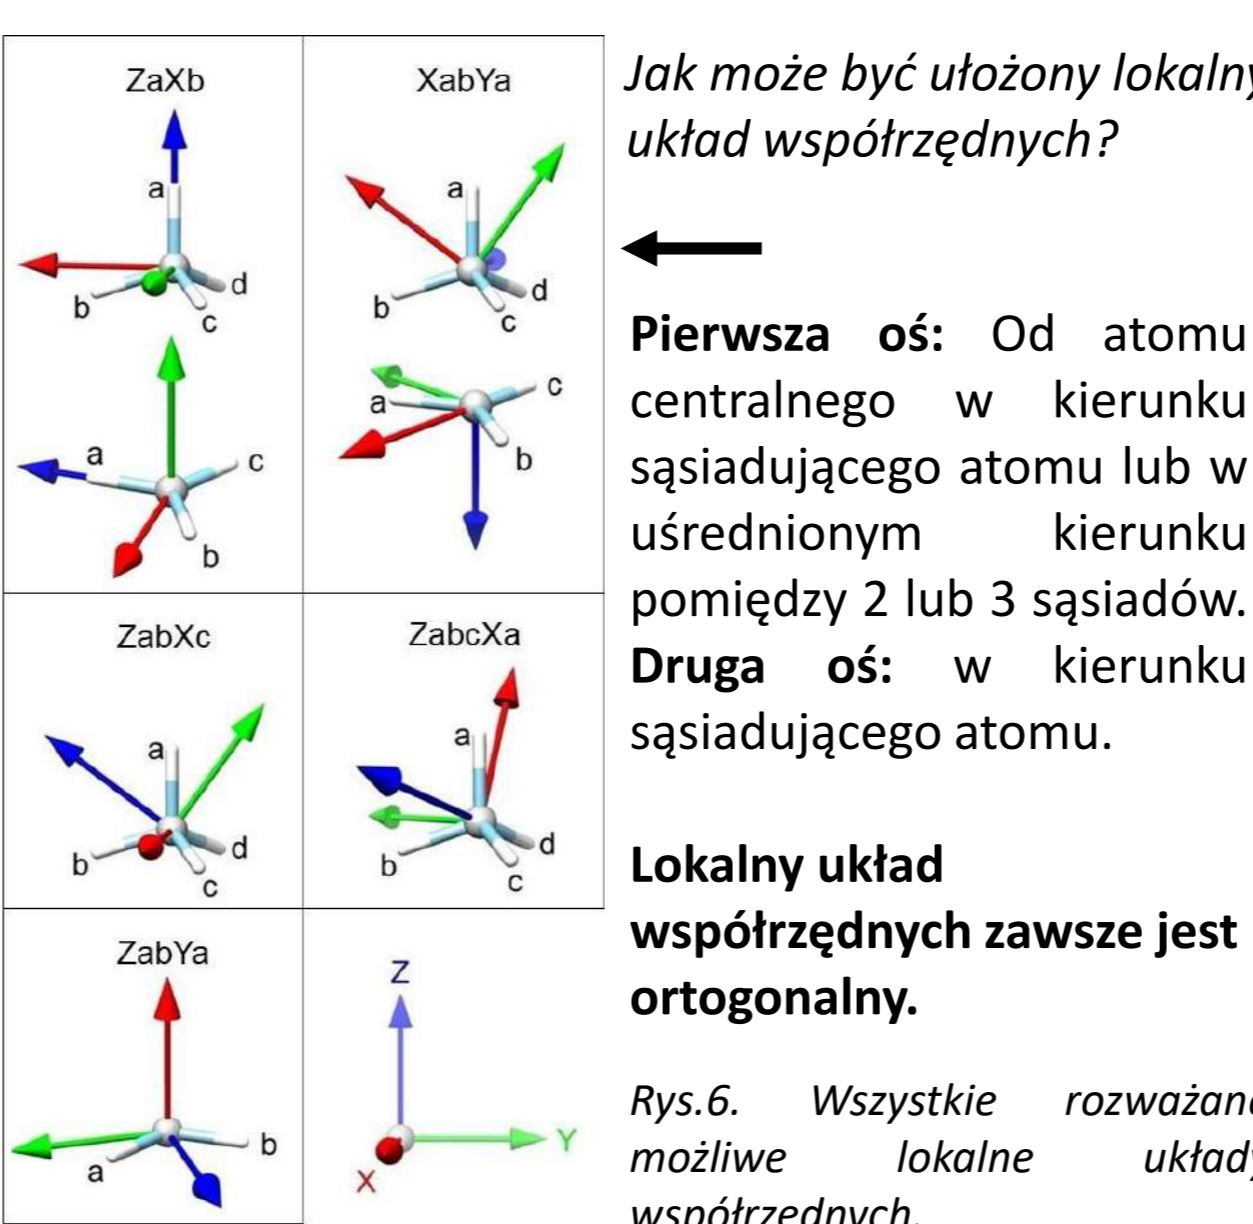 ZaXb
XabYa
a
b
c
d
a
b
c
d
a
b
c
a
b
c
ZabXc
ZabcXa
a
b
c
d
a
b
c
d
ZabYa
a
b
Z
Y
X
Jak może być ułożony lokalny
układ współrzędnych?
Pierwsza oś: Od atomu
centralnego w kierunku
sąsiadującego atomu lub w
uśrednionym kierunku
pomiędzy 2 lub 3 sąsiadów.
Druga oś: w kierunku
sąsiadującego atomu.
Lokalny układ
współrzędnych zawsze jest
ortogonalny.
Rys.6. Wszystkie rozważane
możliwe lokalne układy
współrzędnych.